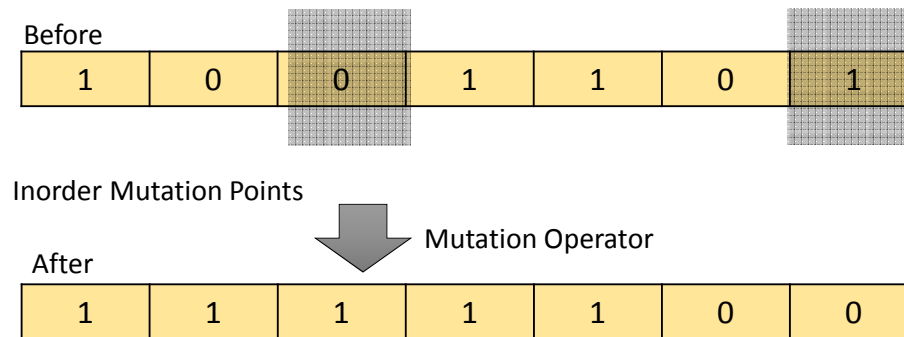 Before
1 0 0 1 1 0 1
Inorder Mutation Points
Mutation Operator
After
1 1 1 1 1 0 0